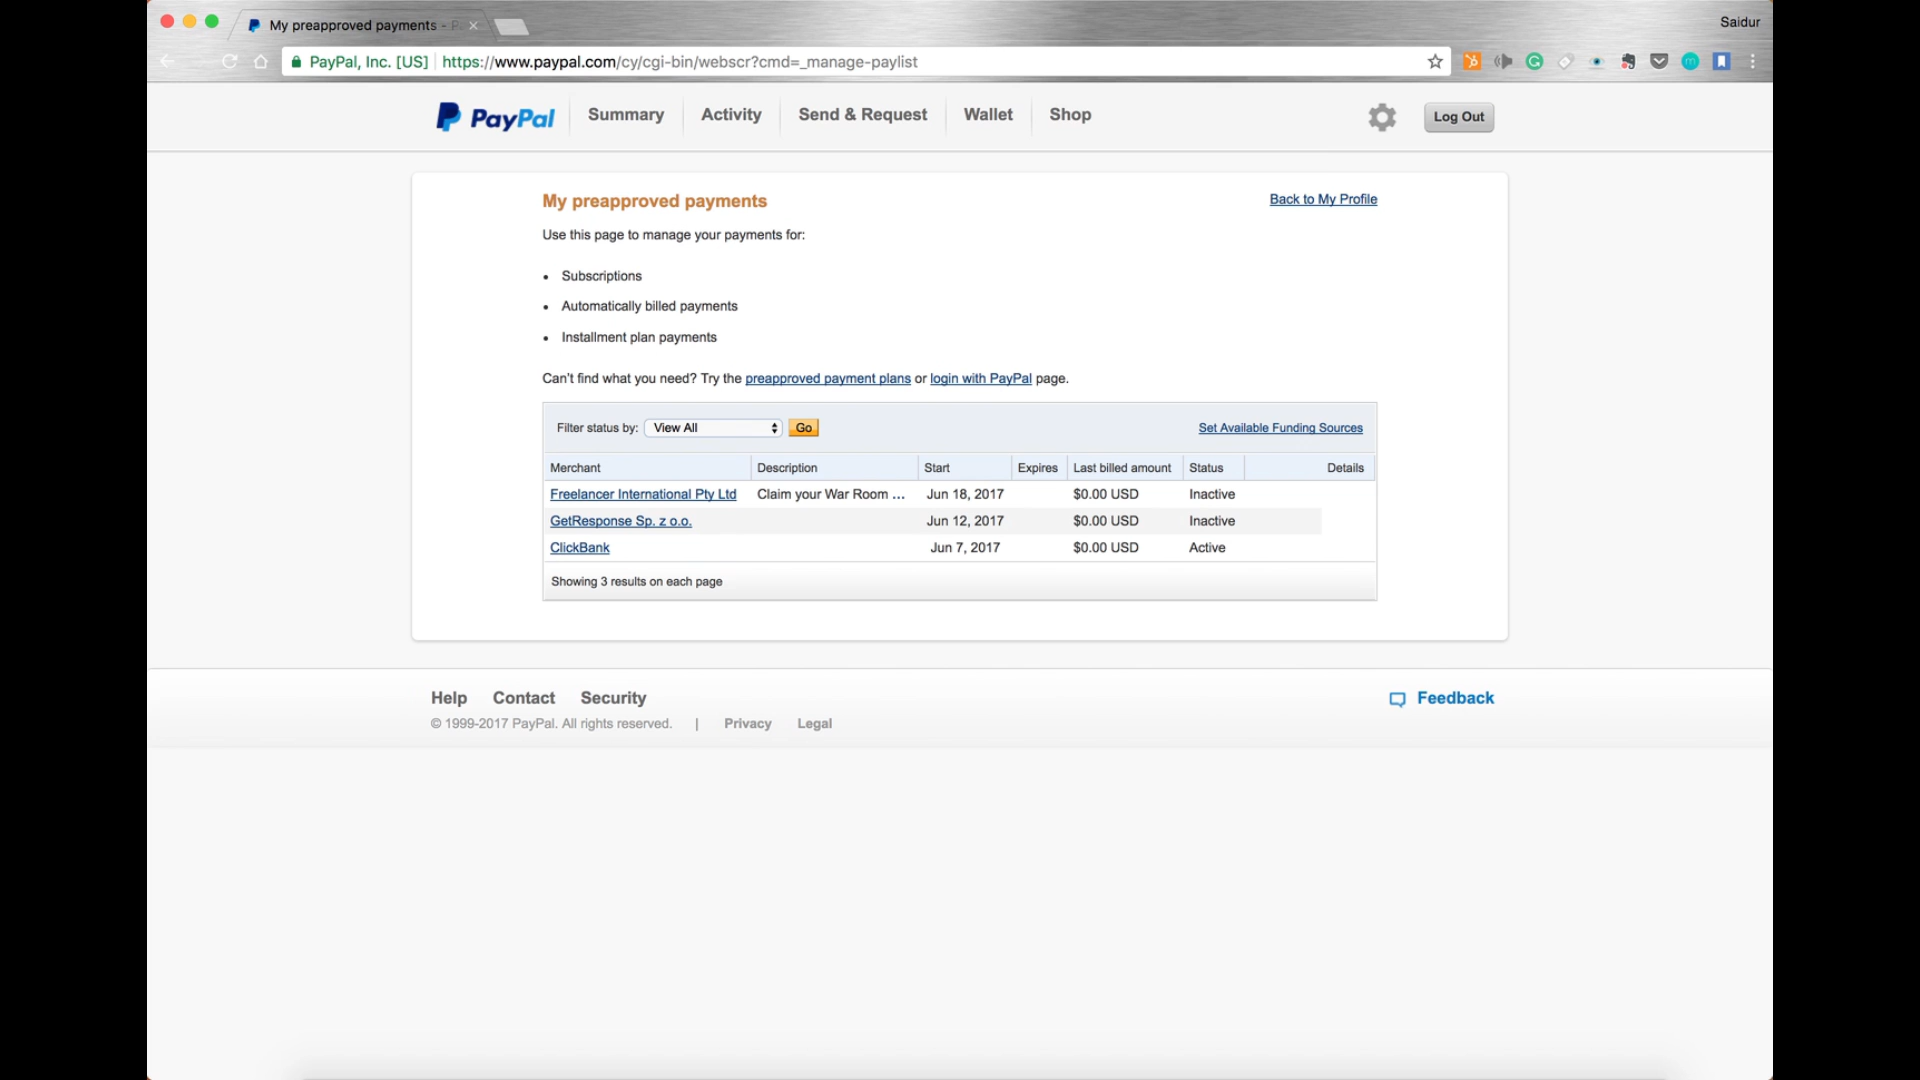 My preapproved payments - P
Saidur
PayPal, Inc. [US] https://www.paypal.com/cy/cgi-bin/webscr?cmd=_manage-paylist
PayPal Summary Activity Send & Request Wallet Shop Log Out
My preapproved payments Back to My Profile
Use this page to manage your payments for:
• Subscriptions
• Automatically billed payments
• Installment plan payments
Can't find what you need? Try the preapproved payment plans or login with PayPal page.
Filter status by: View All Go Set Available Funding Sources
Merchant Description Start Expires Last billed amount Status Details
Freelancer International Pty Ltd Claim your War Room ... Jun 18, 2017 $0.00 USD Inactive
GetResponse Sp. z o.o. Jun 12, 2017 $0.00 USD Inactive
ClickBank Jun 7, 2017 $0.00 USD Active
Showing 3 results on each page
Help Contact Security Feedback
© 1999-2017 PayPal. All rights reserved. | Privacy Legal